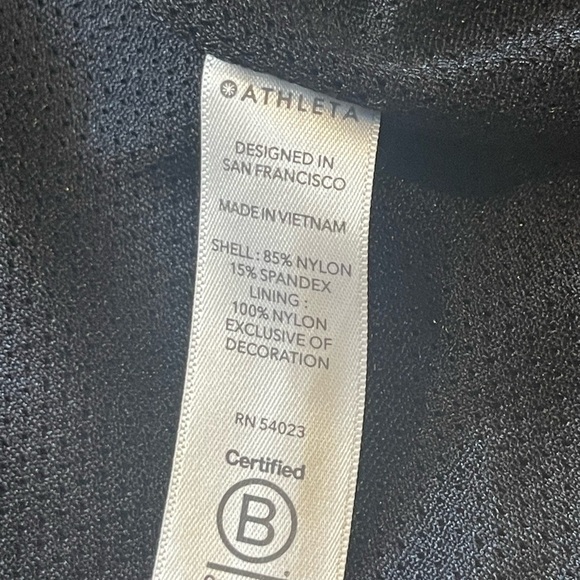 ATHLETA
DESIGNED IN
SAN FRANCISCO
MADE IN VIETNAM
SHELL : 85% NYLON
15% SPANDEX
LINING :
100% NYLON
EXCLUSIVE OF
DECORATION
RN 54023
Certified
B